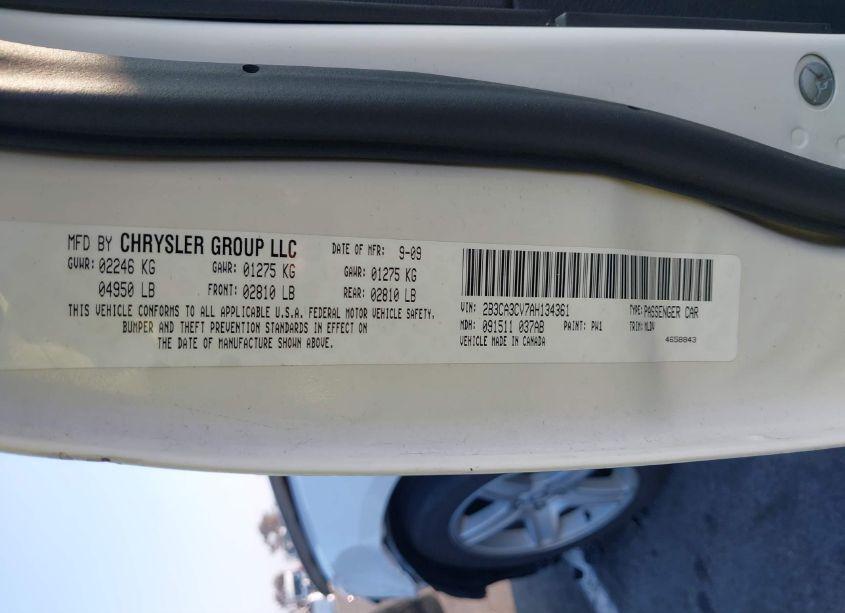 MFD BY CHRYSLER GROUP LLC DATE OF MFR: 9-09
GVWR: 02246 KG GAWR: 01275 KG GAWR: 01275 KG
04950 LB FRONT: 02810 LB REAR: 02810 LB
THIS VEHICLE CONFORMS TO ALL APPLICABLE U.S.A. FEDERAL MOTOR VEHICLE SAFETY,
BUMPER AND THEFT PREVENTION STANDARDS IN EFFECT ON
THE DATE OF MANUFACTURE SHOWN ABOVE.
VIN: 2B3CA3CV7AH134361 TYPE: PASSENGER CAR
MDH: 091511 037AB PAINT: PW1 TRIM: MLDV
VEHICLE MADE IN CANADA 4658843